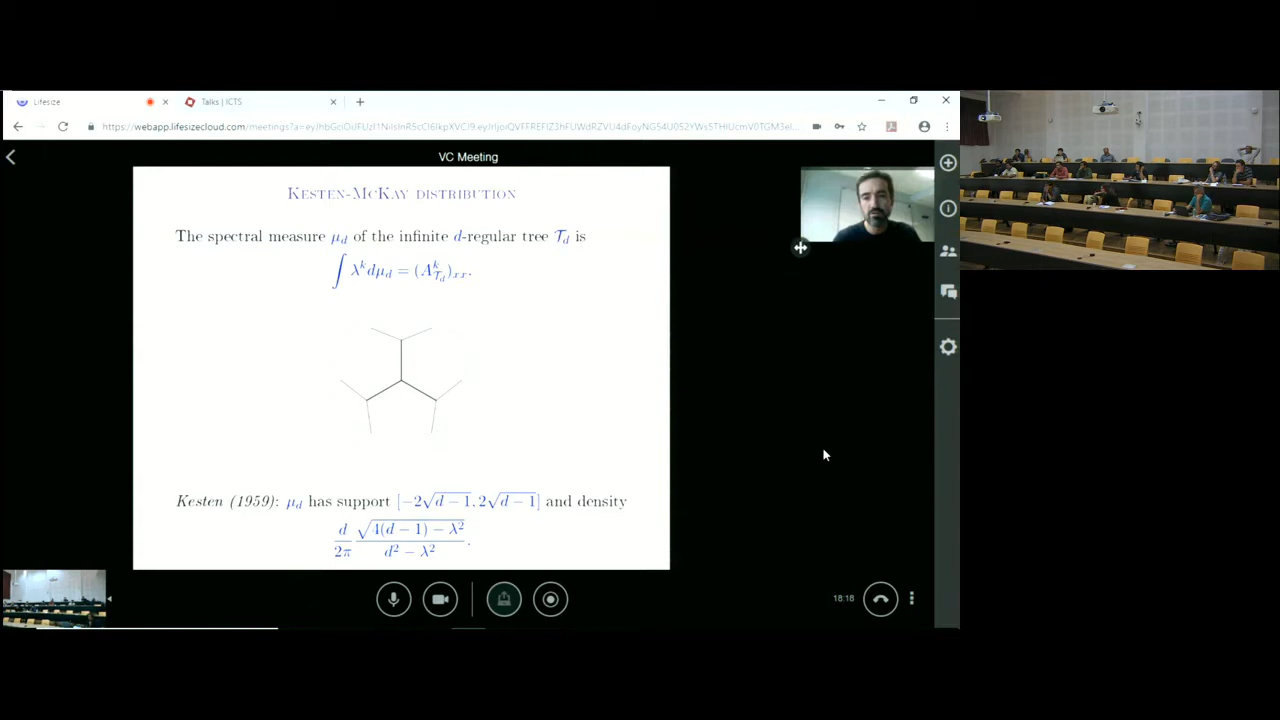 Lifesize
Talks | ICTS
VC Meeting
KESTEN-MCKAY DISTRIBUTION
The spectral measure μ_d of the infinite d-regular tree 𝒯_d is
∫ λ^k dμ_d = (A^k_{𝒯_d})_{xx}.
Kesten (1959): μ_d has support [−2√(d−1), 2√(d−1)] and density
d/2π √(4(d−1) − λ²)/(d² − λ²).
18:18